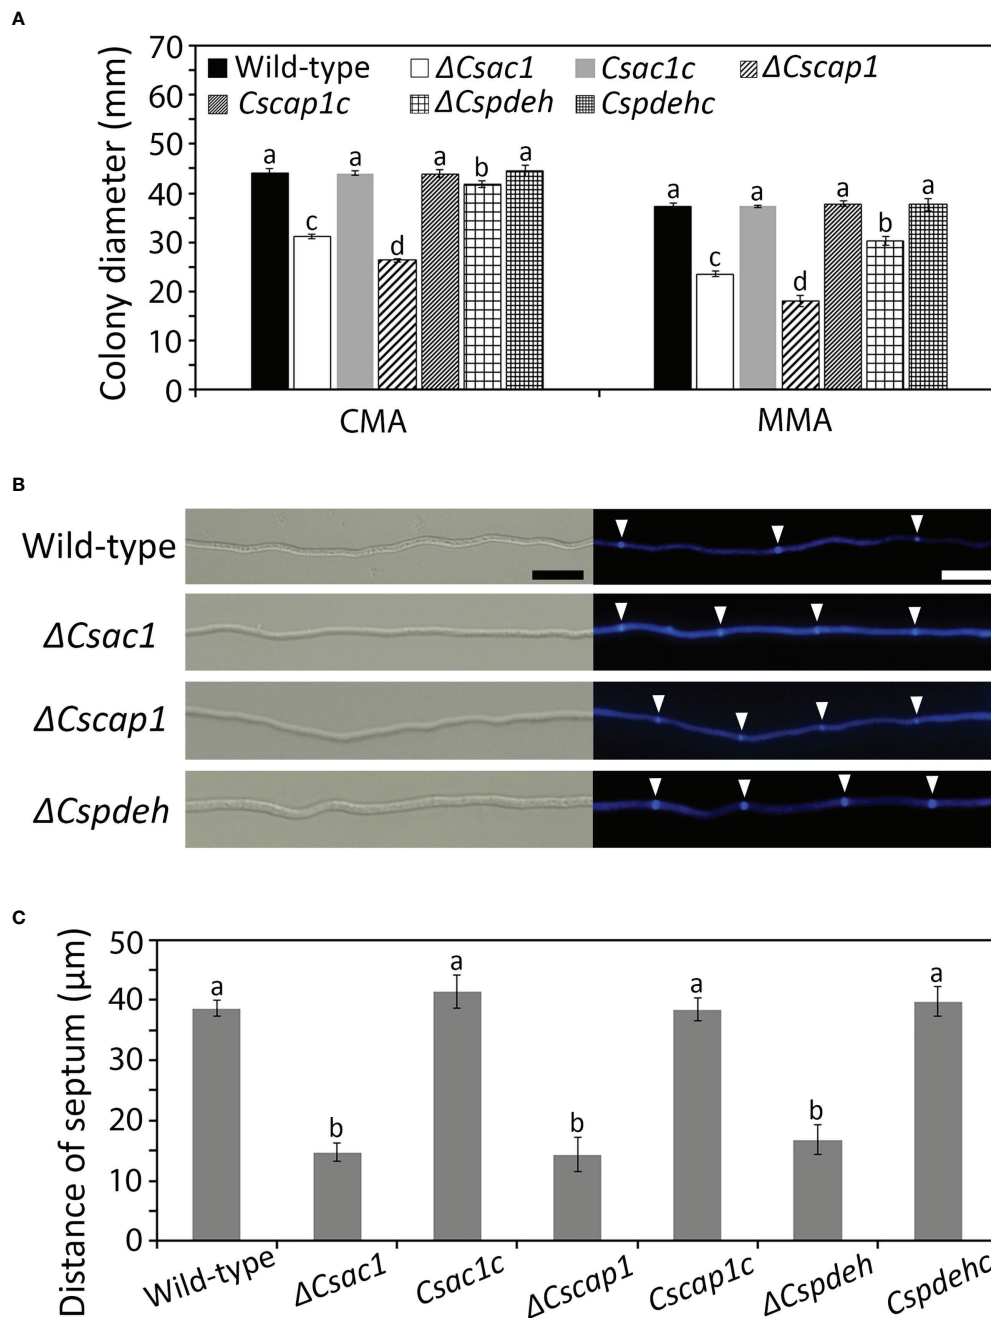 A
Colony diameter (mm)
70
60
50
40
30
20
10
0
Wild-type ΔCsac1 Csac1c ΔCscap1
Cscap1c ΔCspdeh Cspdehc
a c a d a b a
a c a d a b a
CMA MMA
B
Wild-type
ΔCsac1
ΔCscap1
ΔCspdeh
C
Distance of septum (μm)
50
40
30
20
10
0
a b a b a b a
Wild-type ΔCsac1 Csac1c ΔCscap1 Cscap1c ΔCspdeh Cspdehc